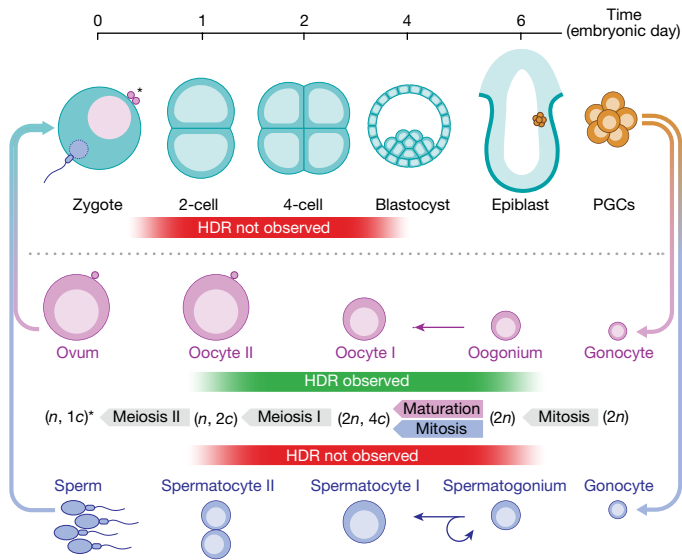 0 1 2 4 6 Time
(embryonic day)
*
Zygote 2-cell 4-cell Blastocyst Epiblast PGCs
HDR not observed
Ovum Oocyte II Oocyte I Oogonium Gonocyte
HDR observed
(n, 1c)* Meiosis II (n, 2c) Meiosis I (2n, 4c) Maturation (2n) Mitosis (2n)
Mitosis
HDR not observed
Sperm Spermatocyte II Spermatocyte I Spermatogonium Gonocyte